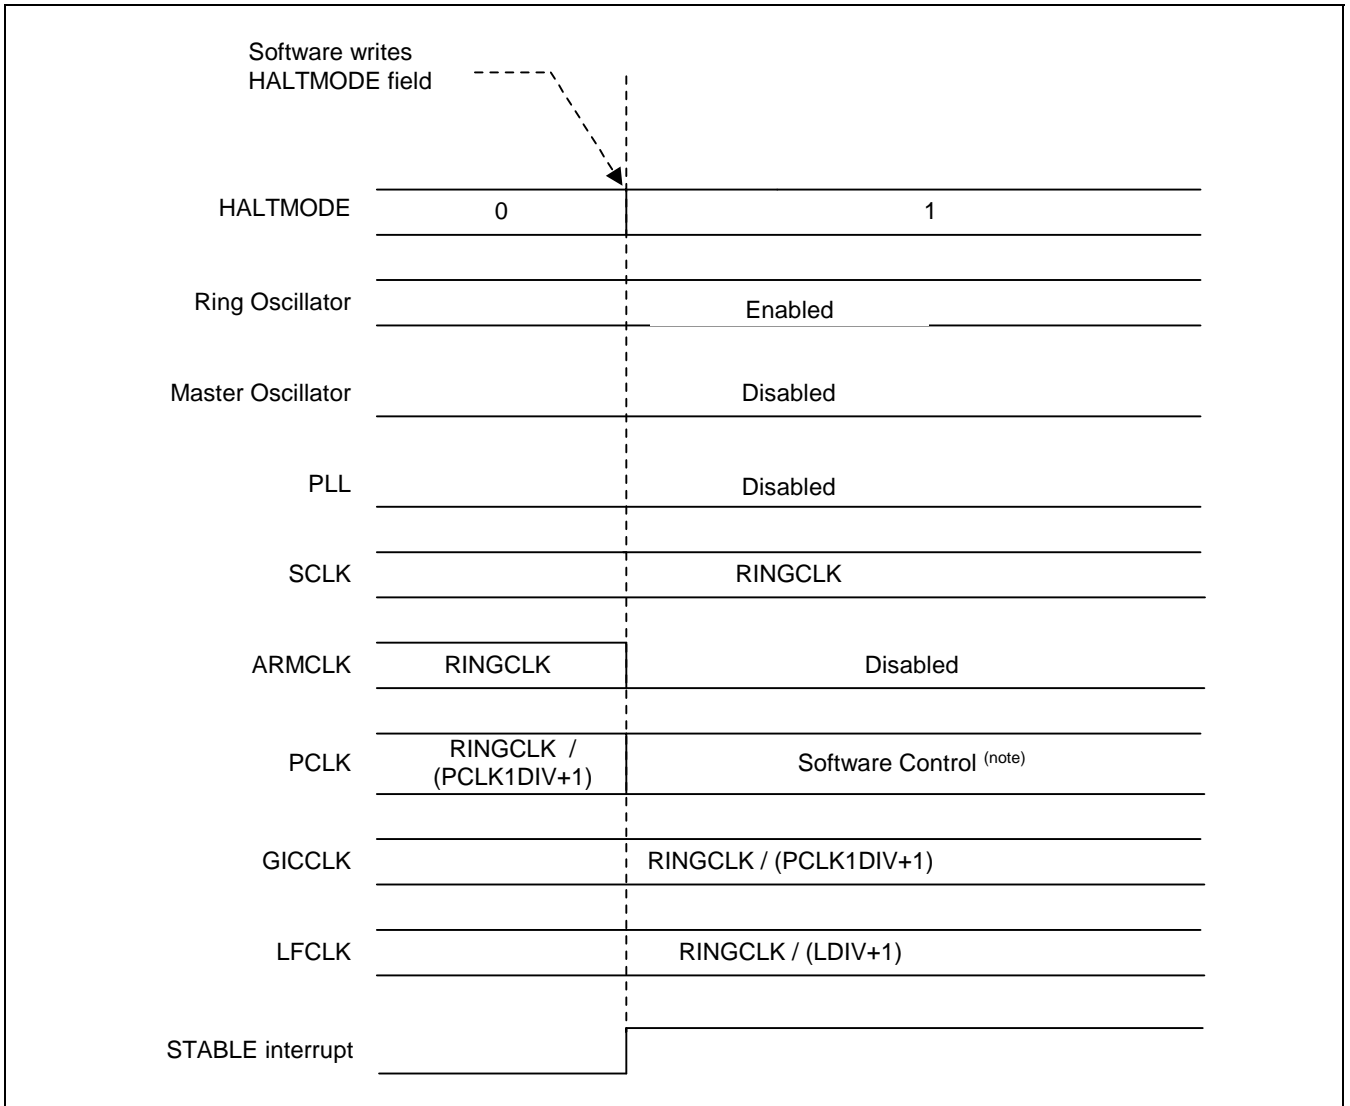 Software writes
HALTMODE field
HALTMODE
0
1
Ring Oscillator
Enabled
Master Oscillator
Disabled
PLL
Disabled
SCLK
RINGCLK
ARMCLK
RINGCLK
Disabled
PCLK
RINGCLK /
(PCLK1DIV+1)
Software Control (note)
GICCLK
RINGCLK / (PCLK1DIV+1)
LFCLK
RINGCLK / (LDIV+1)
STABLE interrupt